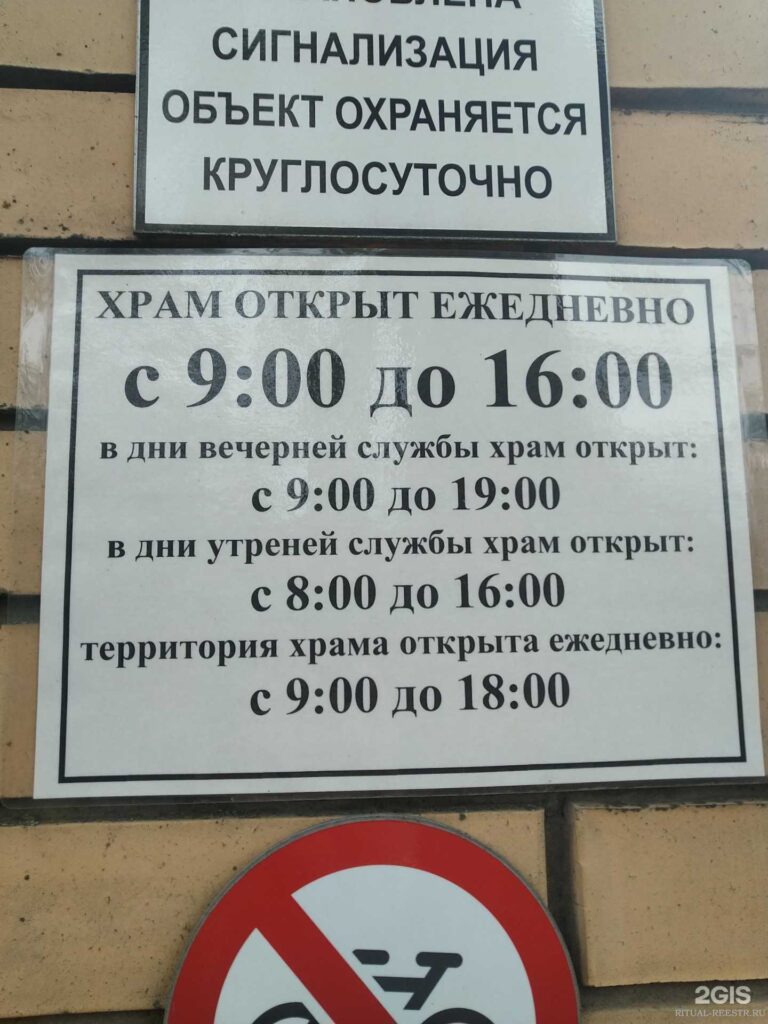 СИГНАЛИЗАЦИЯ
ОБЪЕКТ ОХРАНЯЕТСЯ
КРУГЛОСУТОЧНО
ХРАМ ОТКРЫТ ЕЖЕДНЕВНО
с 9:00 до 16:00
в дни вечерней службы храм открыт:
с 9:00 до 19:00
в дни утреней службы храм открыт:
с 8:00 до 16:00
территория храма открыта ежедневно:
с 9:00 до 18:00
2GIS
RITUAL-REESTR.RU